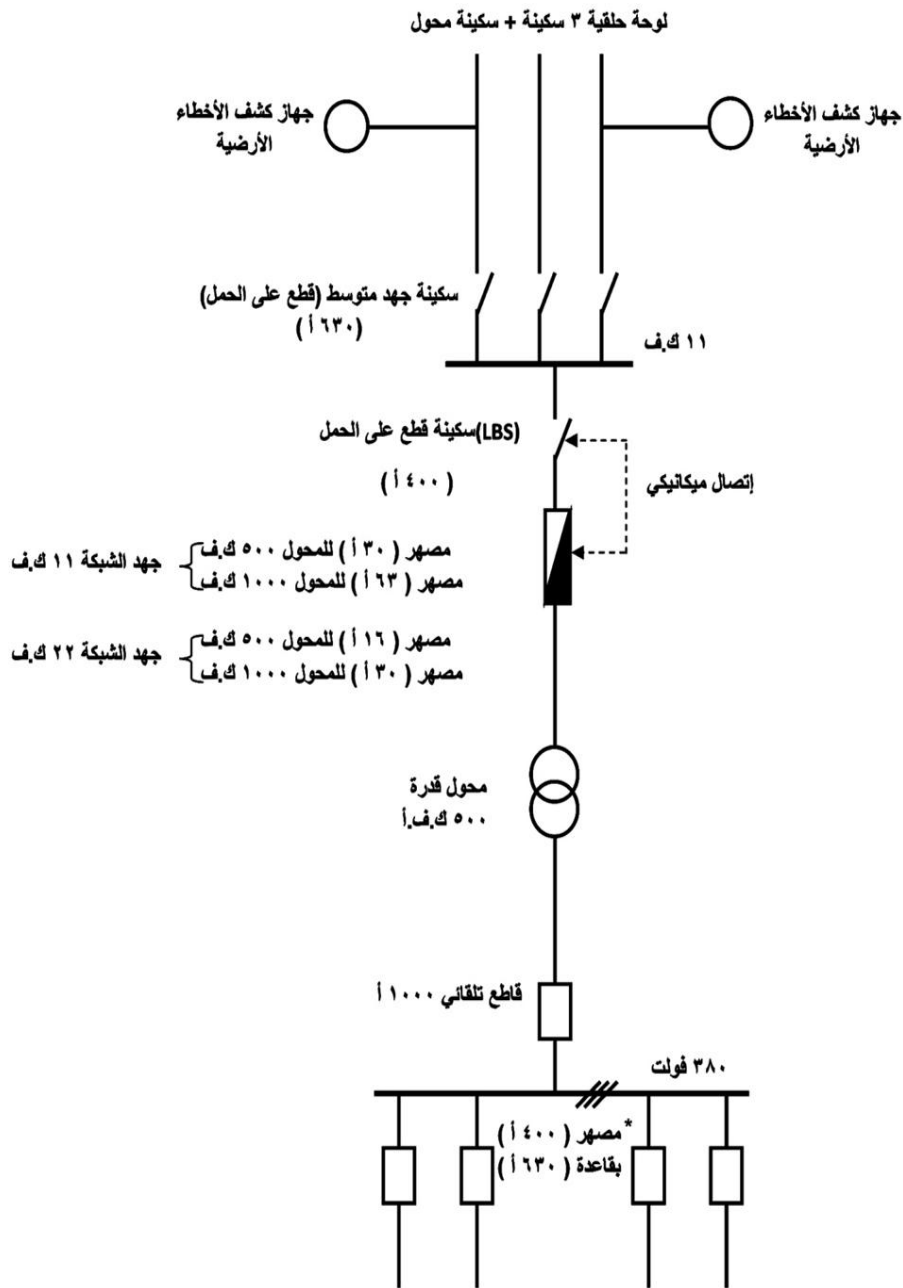 لوحة حلقية ٣ سكينة + سكينة محول
جهاز كشف الأخطاء
الأرضية
جهاز كشف الأخطاء
الأرضية
سكينة جهد متوسط (قطع على الحمل)
(٦٣٠ أ )
١١ ك.ف
(LBS)سكينة قطع على الحمل
( ٤٠٠ أ )
إتصال ميكانيكي
جهد الشبكة ١١ ك.ف
مصهر ( ٣٠ أ ) للمحول ٥٠٠ ك.ف
مصهر ( ٦٣ أ ) للمحول ١٠٠٠ ك.ف
جهد الشبكة ٢٢ ك.ف
مصهر ( ١٦ أ ) للمحول ٥٠٠ ك.ف
مصهر ( ٣٠ أ ) للمحول ١٠٠٠ ك.ف
محول قدرة
٥٠٠ ك.ف.أ
قاطع تلقائي ١٠٠٠ أ
٣٨٠ فولت
*مصهر ( ٤٠٠ أ )
بقاعدة ( ٦٣٠ أ )